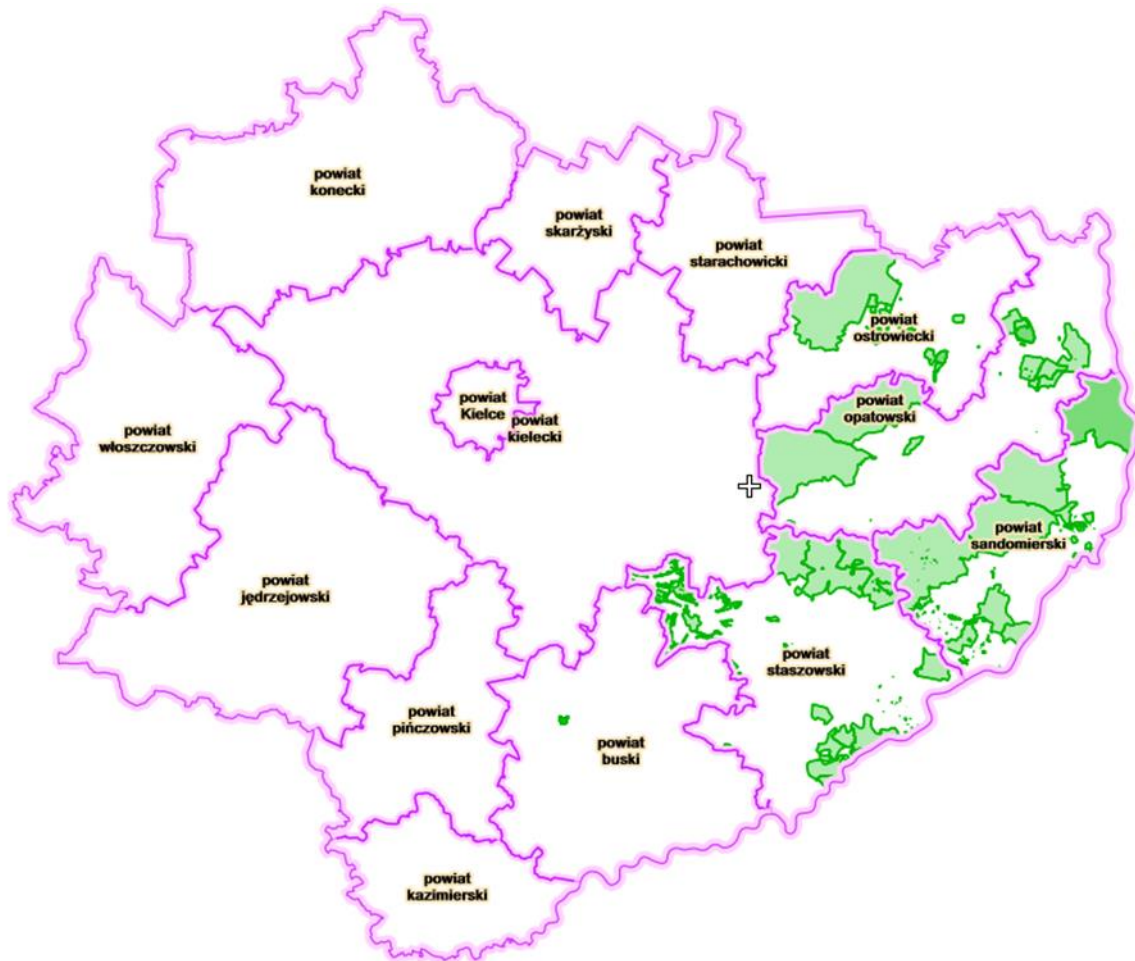 powiat
konecki
powiat
skarżyski
powiat
starachowicki
powiat
ostrowiecki
powiat
Kielce
powiat
kielecki
powiat
opatowski
powiat
włoszczowski
powiat
sandomierski
powiat
jędrzejowski
powiat
staszowski
powiat
pińczowski
powiat
buski
powiat
kazimierski